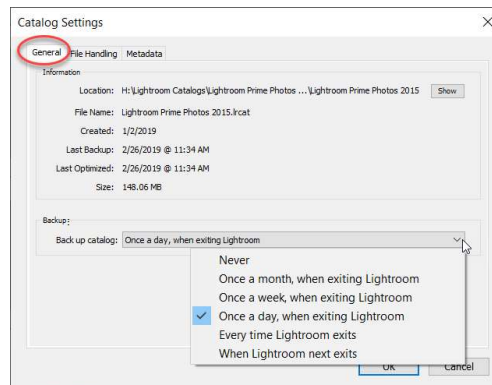 Catalog Settings
General File Handling Metadata
Information
Location: H:\Lightroom Catalogs\Lightroom Prime Photos ...\Lightroom Prime Photos 2015 Show
File Name: Lightroom Prime Photos 2015.lrcat
Created: 1/2/2019
Last Backup: 2/26/2019 @ 11:34 AM
Last Optimized: 2/26/2019 @ 11:34 AM
Size: 148.06 MB
Backup:
Back up catalog: Once a day, when exiting Lightroom
Never
Once a month, when exiting Lightroom
Once a week, when exiting Lightroom
Once a day, when exiting Lightroom
Every time Lightroom exits
When Lightroom next exits
OK Cancel